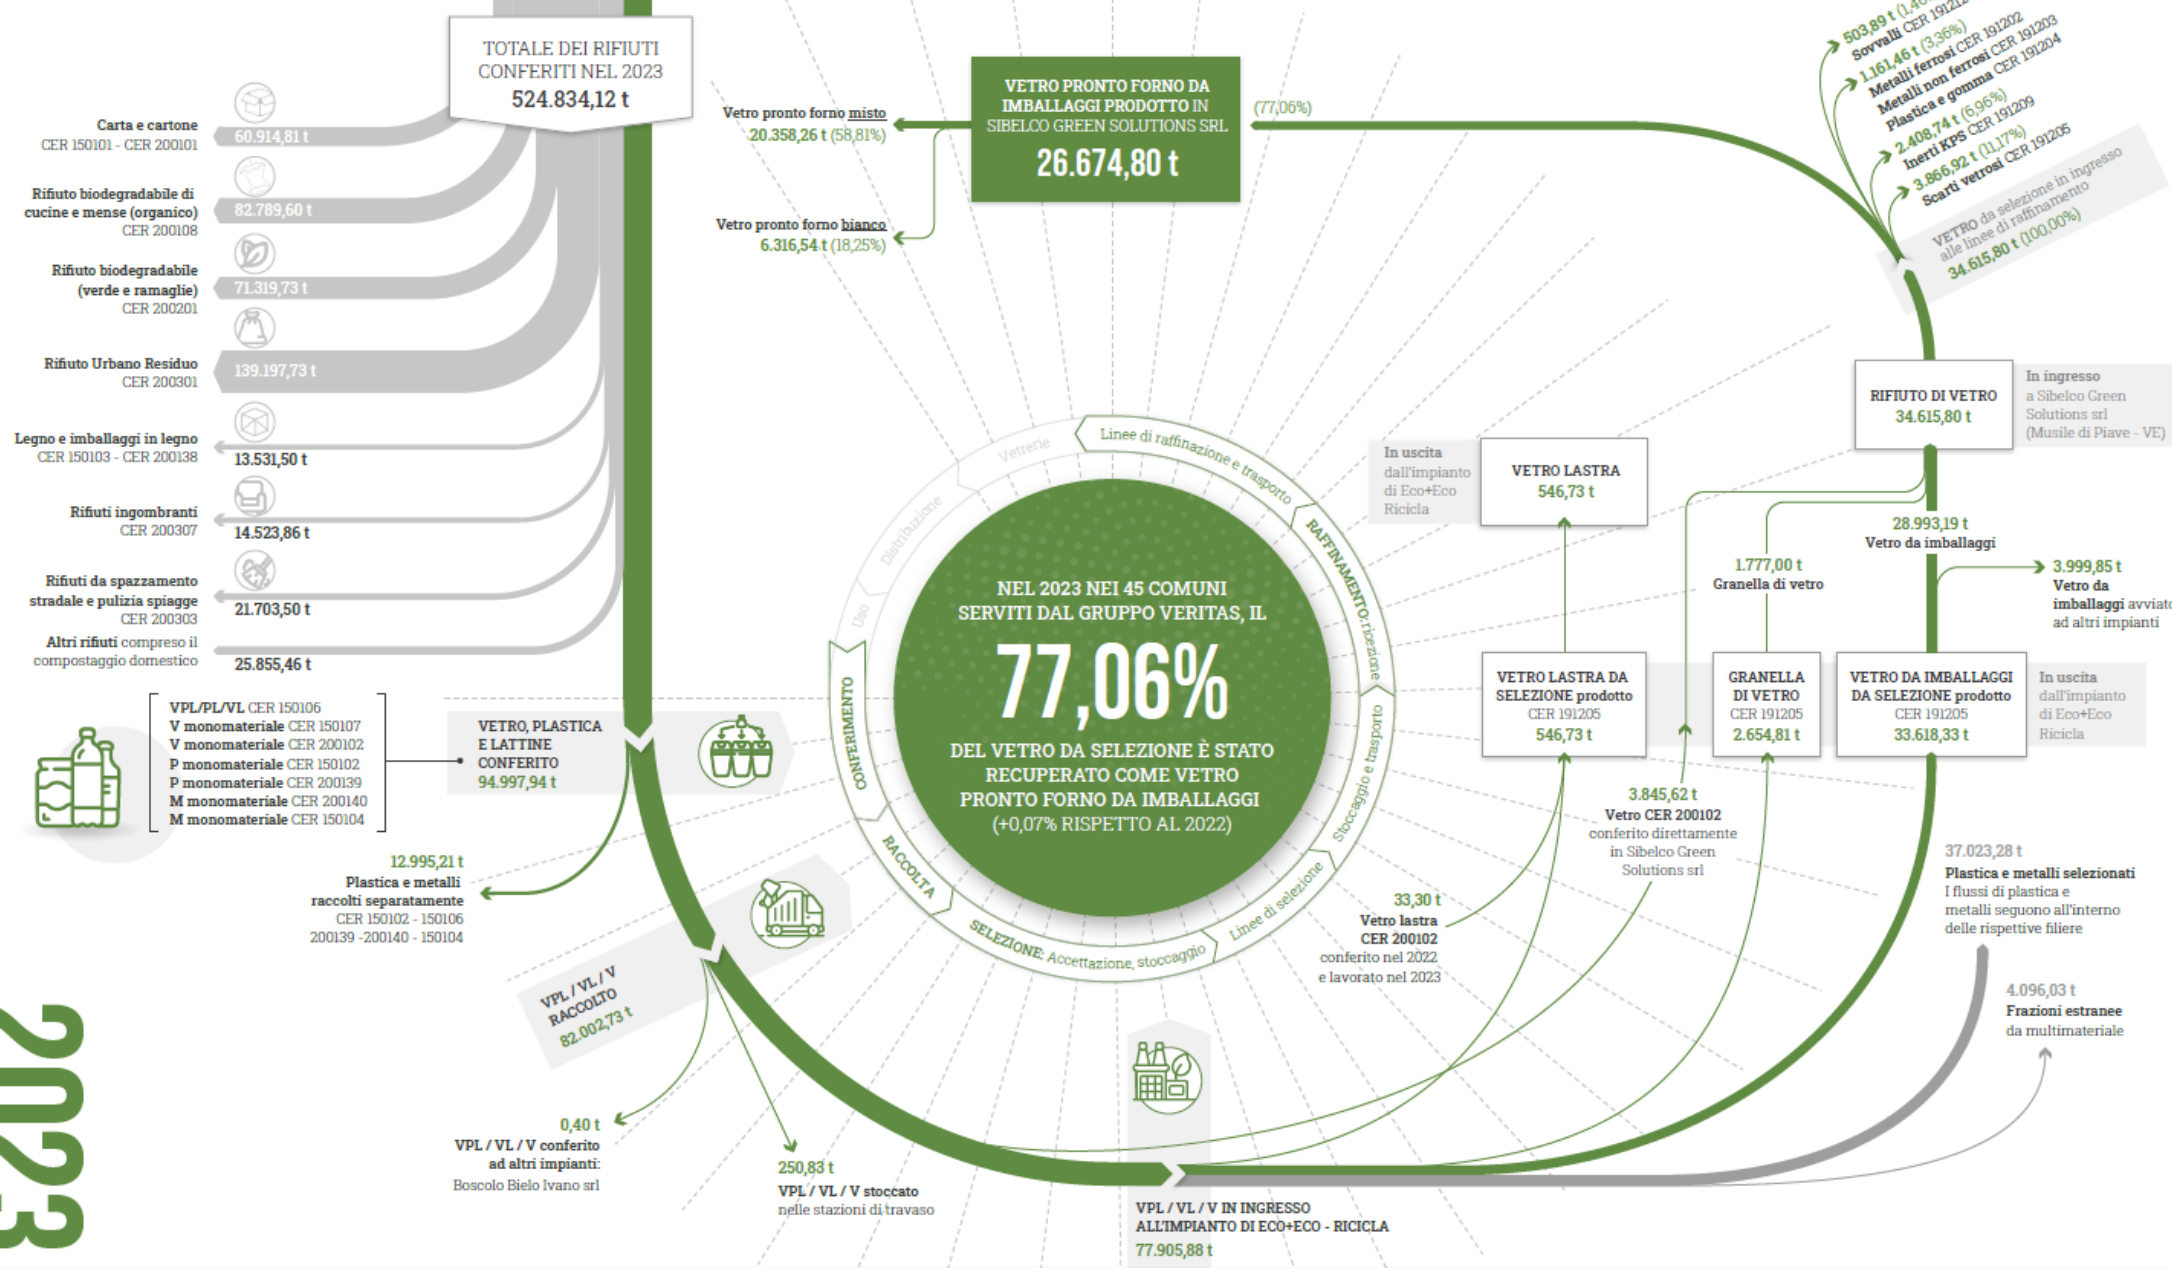 TOTALE DEI RIFIUTI
CONFERITI NEL 2023
524.834,12 t
Carta e cartone
CER 150101 - CER 200101
60.914,81 t
Rifiuto biodegradabile di
cucine e mense (organico)
CER 200108
82.789,60 t
Rifiuto biodegradabile
(verde e ramaglie)
CER 200201
71.319,73 t
Rifiuto Urbano Residuo
CER 200301
139.197,73 t
Legno e imballaggi in legno
CER 150103 - CER 200138
13.531,50 t
Rifiuti ingombranti
CER 200307
14.523,86 t
Rifiuti da spazzamento
stradale e pulizia spiagge
CER 200303
21.703,50 t
Altri rifiuti compreso il
compostaggio domestico
25.855,46 t
VPL/PL/VL CER 150106
V monomateriale CER 150107
V monomateriale CER 200102
P monomateriale CER 150102
P monomateriale CER 200139
M monomateriale CER 200140
M monomateriale CER 150104
VETRO, PLASTICA
E LATTINE
CONFERITO
94.997,94 t
12.995,21 t
Plastica e metalli
raccolti separatamente
CER 150102 - 150106
200139 -200140 - 150104
VPL / VL / V
RACCOLTO
82.002,73 t
0,40 t
VPL / VL / V conferito
ad altri impianti:
Boscolo Bielo Ivano srl
250,83 t
VPL / VL / V stoccato
nelle stazioni di travaso
VPL / VL / V IN INGRESSO
ALL'IMPIANTO DI ECO+ECO - RICICLA
77.905,88 t
2023
VETRO PRONTO FORNO DA
IMBALLAGGI PRODOTTO IN
SIBELCO GREEN SOLUTIONS SRL
26.674,80 t
(77,06%)
Vetro pronto forno misto
20.358,26 t (58,81%)
Vetro pronto forno bianco
6.316,54 t (18,25%)
CONFERIMENTO
RACCOLTA
SELEZIONE: Accettazione, stoccaggio
Linee di selezione
Stoccaggio e trasporto
RAFFINAMENTO: ricezione
Linee di raffinazione e trasporto
Vetrerie
Distribuzione
Uso
NEL 2023 NEI 45 COMUNI
SERVITI DAL GRUPPO VERITAS, IL
77,06%
DEL VETRO DA SELEZIONE È STATO
RECUPERATO COME VETRO
PRONTO FORNO DA IMBALLAGGI
(+0,07% RISPETTO AL 2022)
503,89 t
Sovvalli CER 191212
1.161,46 t (3,36%)
Metalli ferrosi CER 191202
Metalli non ferrosi CER 191203
Plastica e gomma CER 191204
2.408,74 t (6,96%)
Inerti KPS CER 191209
3.866,92 t (11,17%)
Scarti vetrosi CER 191205
VETRO da selezione in ingresso
alle linee di raffinamento
34.615,80 t (100,00%)
RIFIUTO DI VETRO
34.615,80 t
In ingresso
a Sibelco Green
Solutions srl
(Musile di Piave - VE)
In uscita
dall'impianto
di Eco+Eco
Ricicla
VETRO LASTRA
546,73 t
28.993,19 t
Vetro da imballaggi
1.777,00 t
Granella di vetro
3.999,85 t
Vetro da
imballaggi avviato
ad altri impianti
VETRO LASTRA DA
SELEZIONE prodotto
CER 191205
546,73 t
GRANELLA
DI VETRO
CER 191205
2.654,81 t
VETRO DA IMBALLAGGI
DA SELEZIONE prodotto
CER 191205
33.618,33 t
In uscita
dall'impianto
di Eco+Eco
Ricicla
3.845,62 t
Vetro CER 200102
conferito direttamente
in Sibelco Green
Solutions srl
33,30 t
Vetro lastra
CER 200102
conferito nel 2022
e lavorato nel 2023
37.023,28 t
Plastica e metalli selezionati
I flussi di plastica e
metalli seguono all'interno
delle rispettive filiere
4.096,03 t
Frazioni estranee
da multimateriale